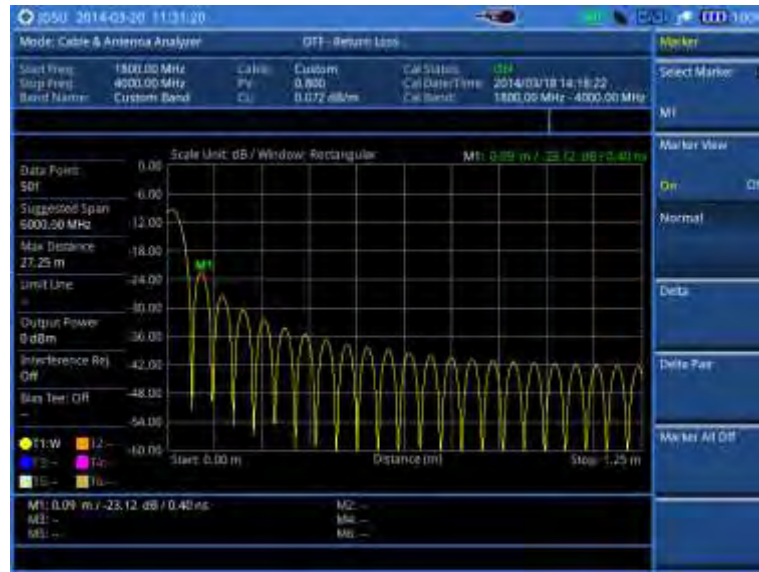 JDSU 2014-03-20 11:31:20
100%
Mode: Cable & Antenna Analyzer
DTF - Return Loss
Marker
Start Freq: 1800.00 MHz
Stop Freq: 4000.00 MHz
Band Name: Custom Band
Cable: Custom
PV: 0.800
CL: 0.072 dB/m
Cal Status: ON
Cal Date/Time: 2014/03/18 14:18:22
Cal Band: 1800.00 MHz - 4000.00 MHz
Select Marker
M1
Marker View
On Off
Normal
Delta
Delta Pair
Marker All Off
Scale Unit: dB / Window: Rectangular
M1: 0.09 m / -23.12 dB / 0.40 ns
Data Point:
501
Suggested Span
6000.00 MHz
Max Distance
27.25 m
Limit Line:
--
Output Power
0 dBm
Interference Rej.
Off
Bias Tee: Off
--
T1:W T2:--
T3:-- T4:--
T5:-- T6:--
0.00
-6.00
-12.00
-18.00
-24.00
-30.00
-36.00
-42.00
-48.00
-54.00
-60.00
M1
Start: 0.00 m
Distance (m)
Stop: 1.25 m
M1: 0.09 m / -23.12 dB / 0.40 ns
M2: --
M3: --
M4: --
M5: --
M6: --